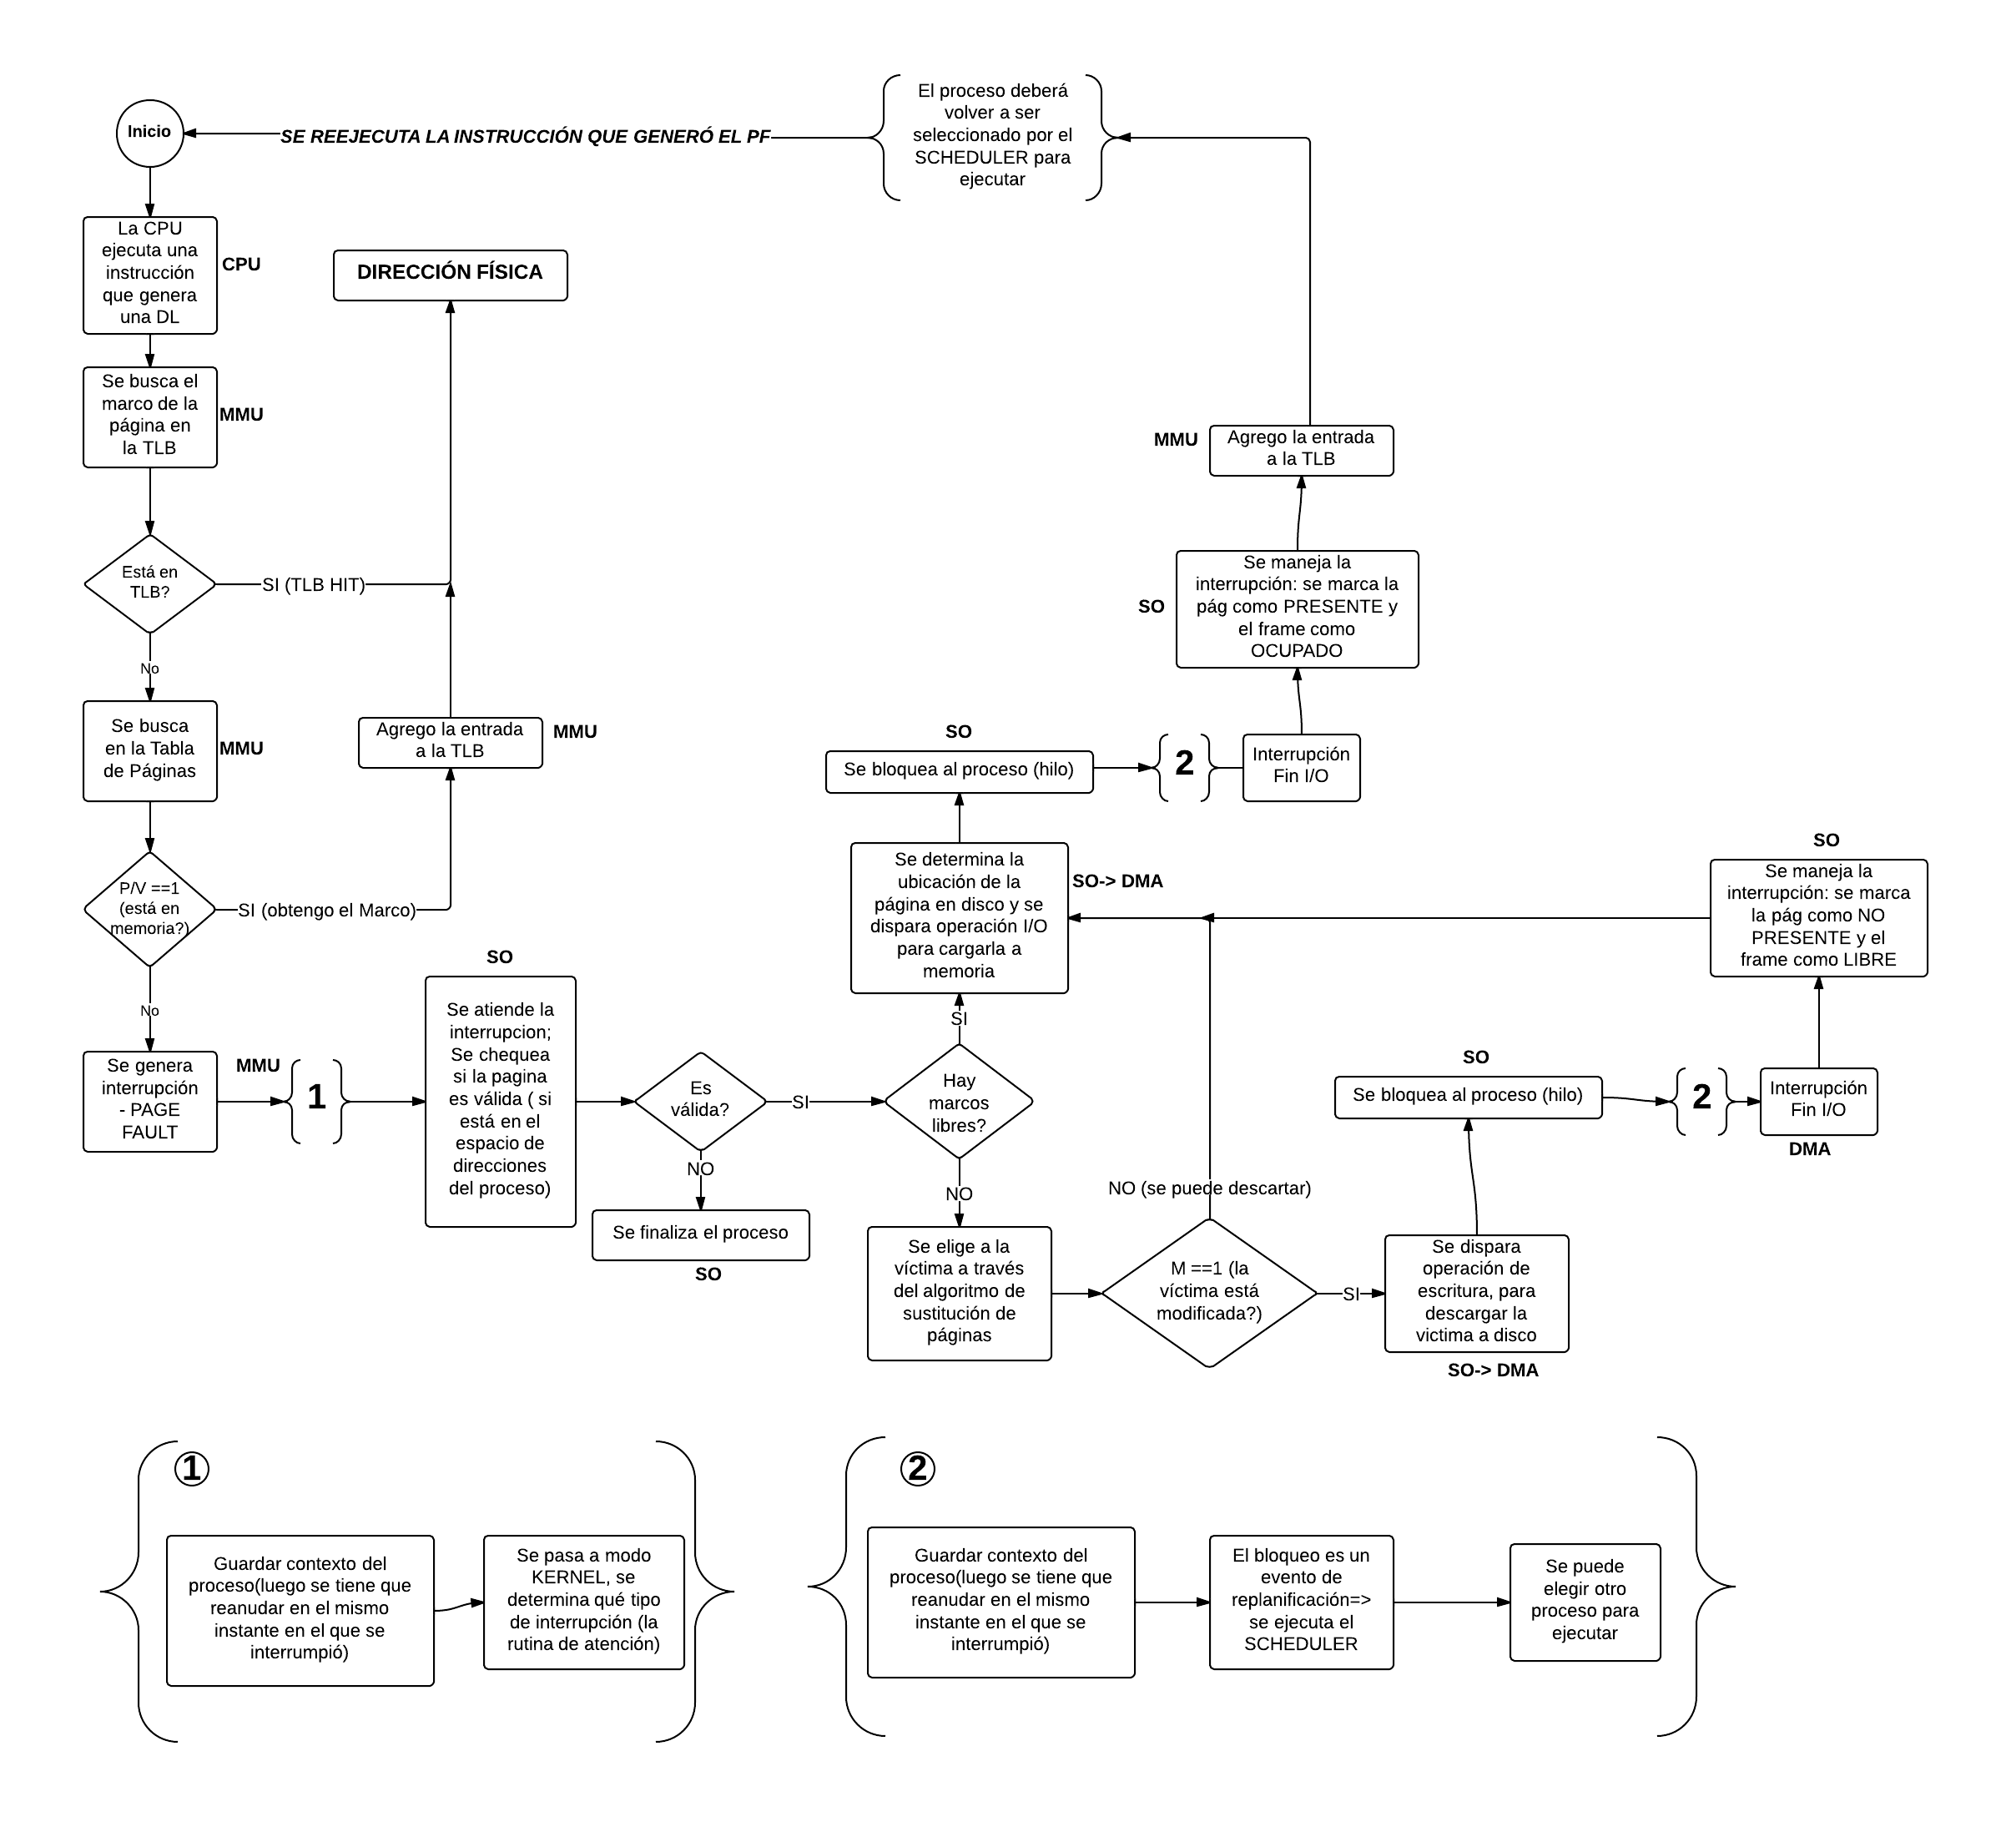 Inicio
SE REEJECUTA LA INSTRUCCIÓN QUE GENERÓ EL PF
El proceso deberá
volver a ser
seleccionado por el
SCHEDULER para
ejecutar
La CPU
ejecuta una
instrucción
que genera
una DL
CPU
DIRECCIÓN FÍSICA
Se busca el
marco de la
página en
la TLB
MMU
Está en
TLB?
SI (TLB HIT)
No
Se busca
en la Tabla
de Páginas
MMU
Agrego la entrada
a la TLB
MMU
P/V ==1
(está en
memoria?)
SI (obtengo el Marco)
No
Se genera
interrupción
- PAGE
FAULT
MMU
1
SO
Se atiende la
interrupcion;
Se chequea
si la pagina
es válida ( si
está en el
espacio de
direcciones
del proceso)
Es
válida?
SI
NO
Se finaliza el proceso
SO
Hay
marcos
libres?
SI
NO
Se determina la
ubicación de la
página en disco y se
dispara operación I/O
para cargarla a
memoria
SO-> DMA
SO
Se bloquea al proceso (hilo)
2
Interrupción
Fin I/O
SO
Se maneja la
interrupción: se marca la
pág como PRESENTE y
el frame como
OCUPADO
MMU
Agrego la entrada
a la TLB
Se elige a la
víctima a través
del algoritmo de
sustitución de
páginas
M ==1 (la
víctima está
modificada?)
NO (se puede descartar)
SI
Se dispara
operación de
escritura, para
descargar la
victima a disco
SO-> DMA
SO
Se bloquea al proceso (hilo)
2
Interrupción
Fin I/O
DMA
SO
Se maneja la
interrupción: se marca
la pág como NO
PRESENTE y el
frame como LIBRE
1
Guardar contexto del
proceso(luego se tiene que
reanudar en el mismo
instante en el que se
interrumpió)
Se pasa a modo
KERNEL, se
determina qué tipo
de interrupción (la
rutina de atención)
2
Guardar contexto del
proceso(luego se tiene que
reanudar en el mismo
instante en el que se
interrumpió)
El bloqueo es un
evento de
replanificación=>
se ejecuta el
SCHEDULER
Se puede
elegir otro
proceso para
ejecutar